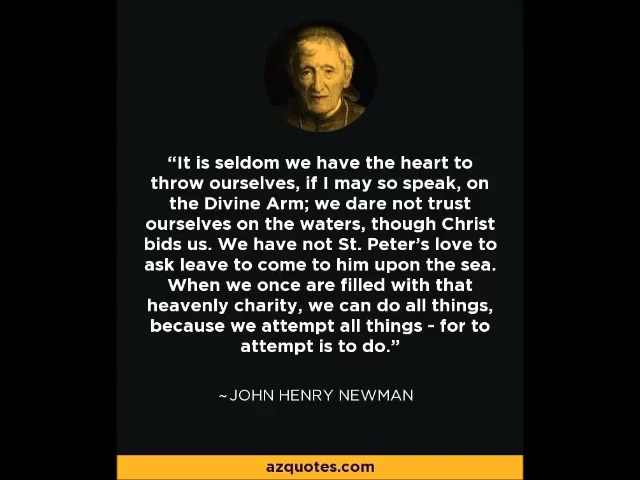 “It is seldom we have the heart to
throw ourselves, if I may so speak, on
the Divine Arm; we dare not trust
ourselves on the waters, though Christ
bids us. We have not St. Peter's love to
ask leave to come to him upon the sea.
When we once are filled with that
heavenly charity, we can do all things,
because we attempt all things - for to
attempt is to do.”
~JOHN HENRY NEWMAN
azquotes.com